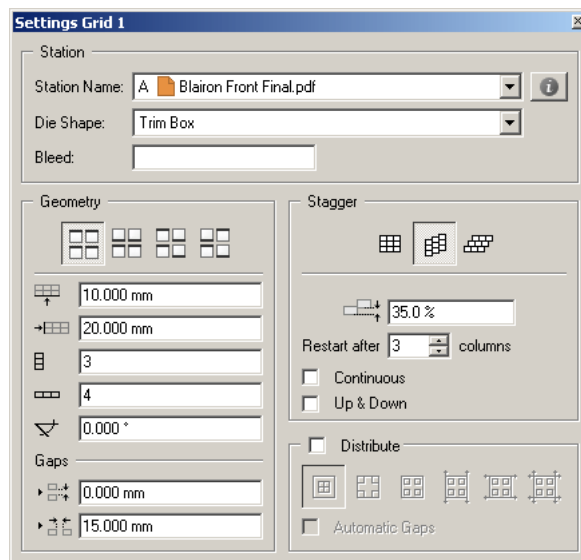 Settings Grid 1
Station
Station Name: A Blairon Front Final.pdf
Die Shape: Trim Box
Bleed:
Geometry
10.000 mm
20.000 mm
3
4
0.000 °
Gaps
0.000 mm
15.000 mm
Stagger
35.0 %
Restart after 3 columns
Continuous
Up & Down
Distribute
Automatic Gaps